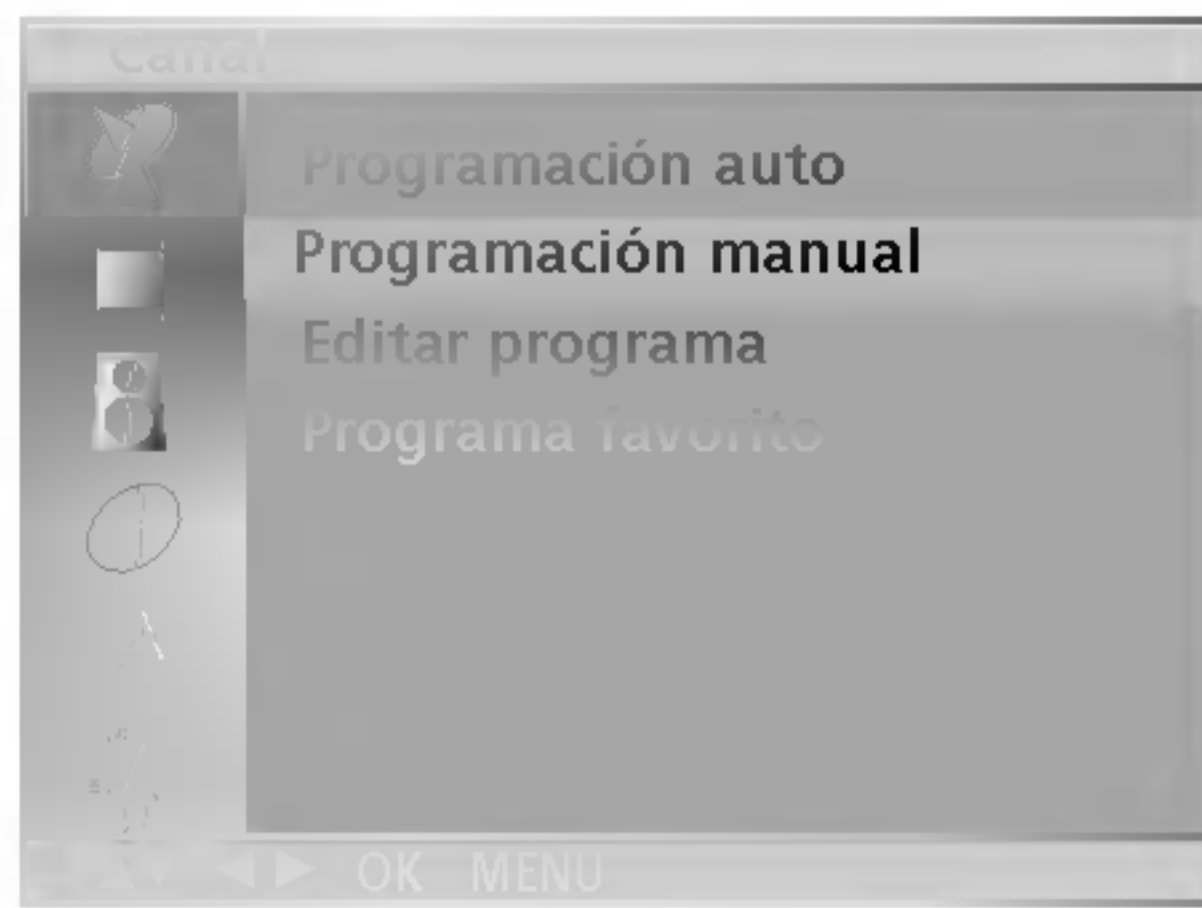 Canal
Programación auto
Programación manual
Editar programa
Programa favorito
▲▼ ◀▶ OK MENU